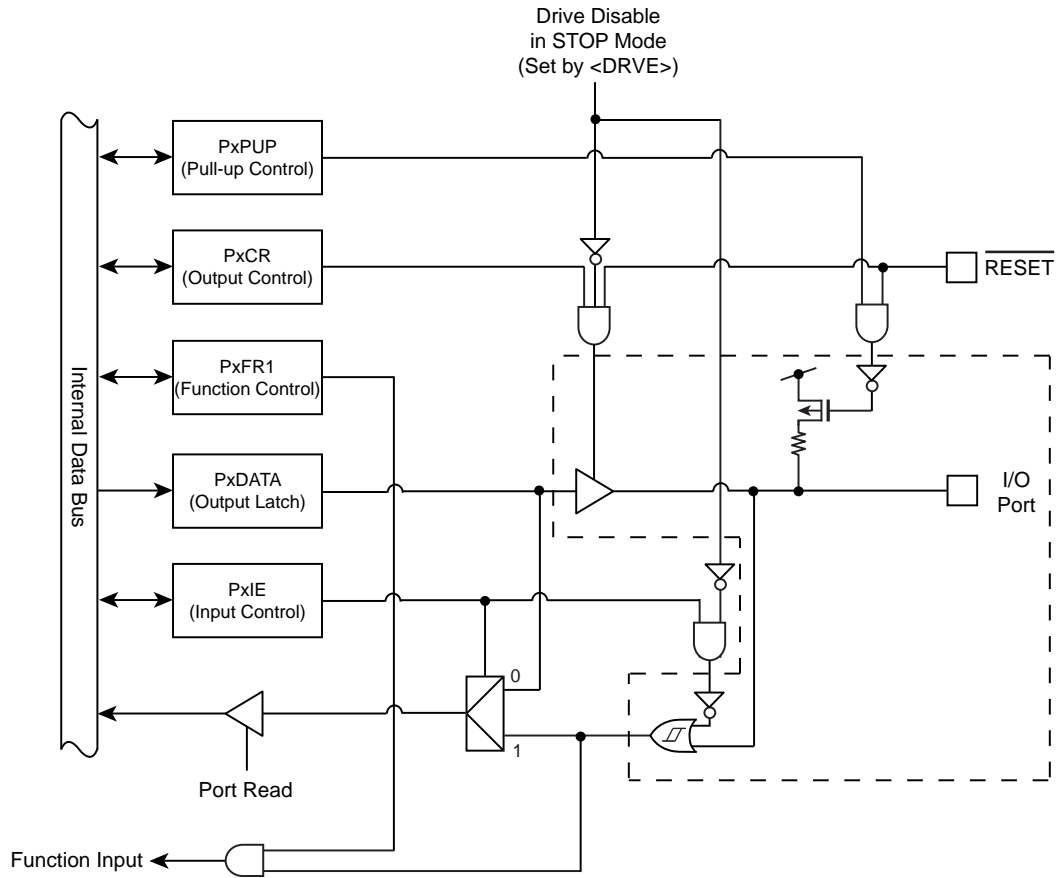 Drive Disable
in STOP Mode
(Set by <DRVE>)
PxPUP
(Pull-up Control)
PxCR
(Output Control)
RESET
PxFR1
(Function Control)
Internal Data Bus
PxDATA
(Output Latch)
I/O
Port
PxIE
(Input Control)
0
1
Port Read
Function Input